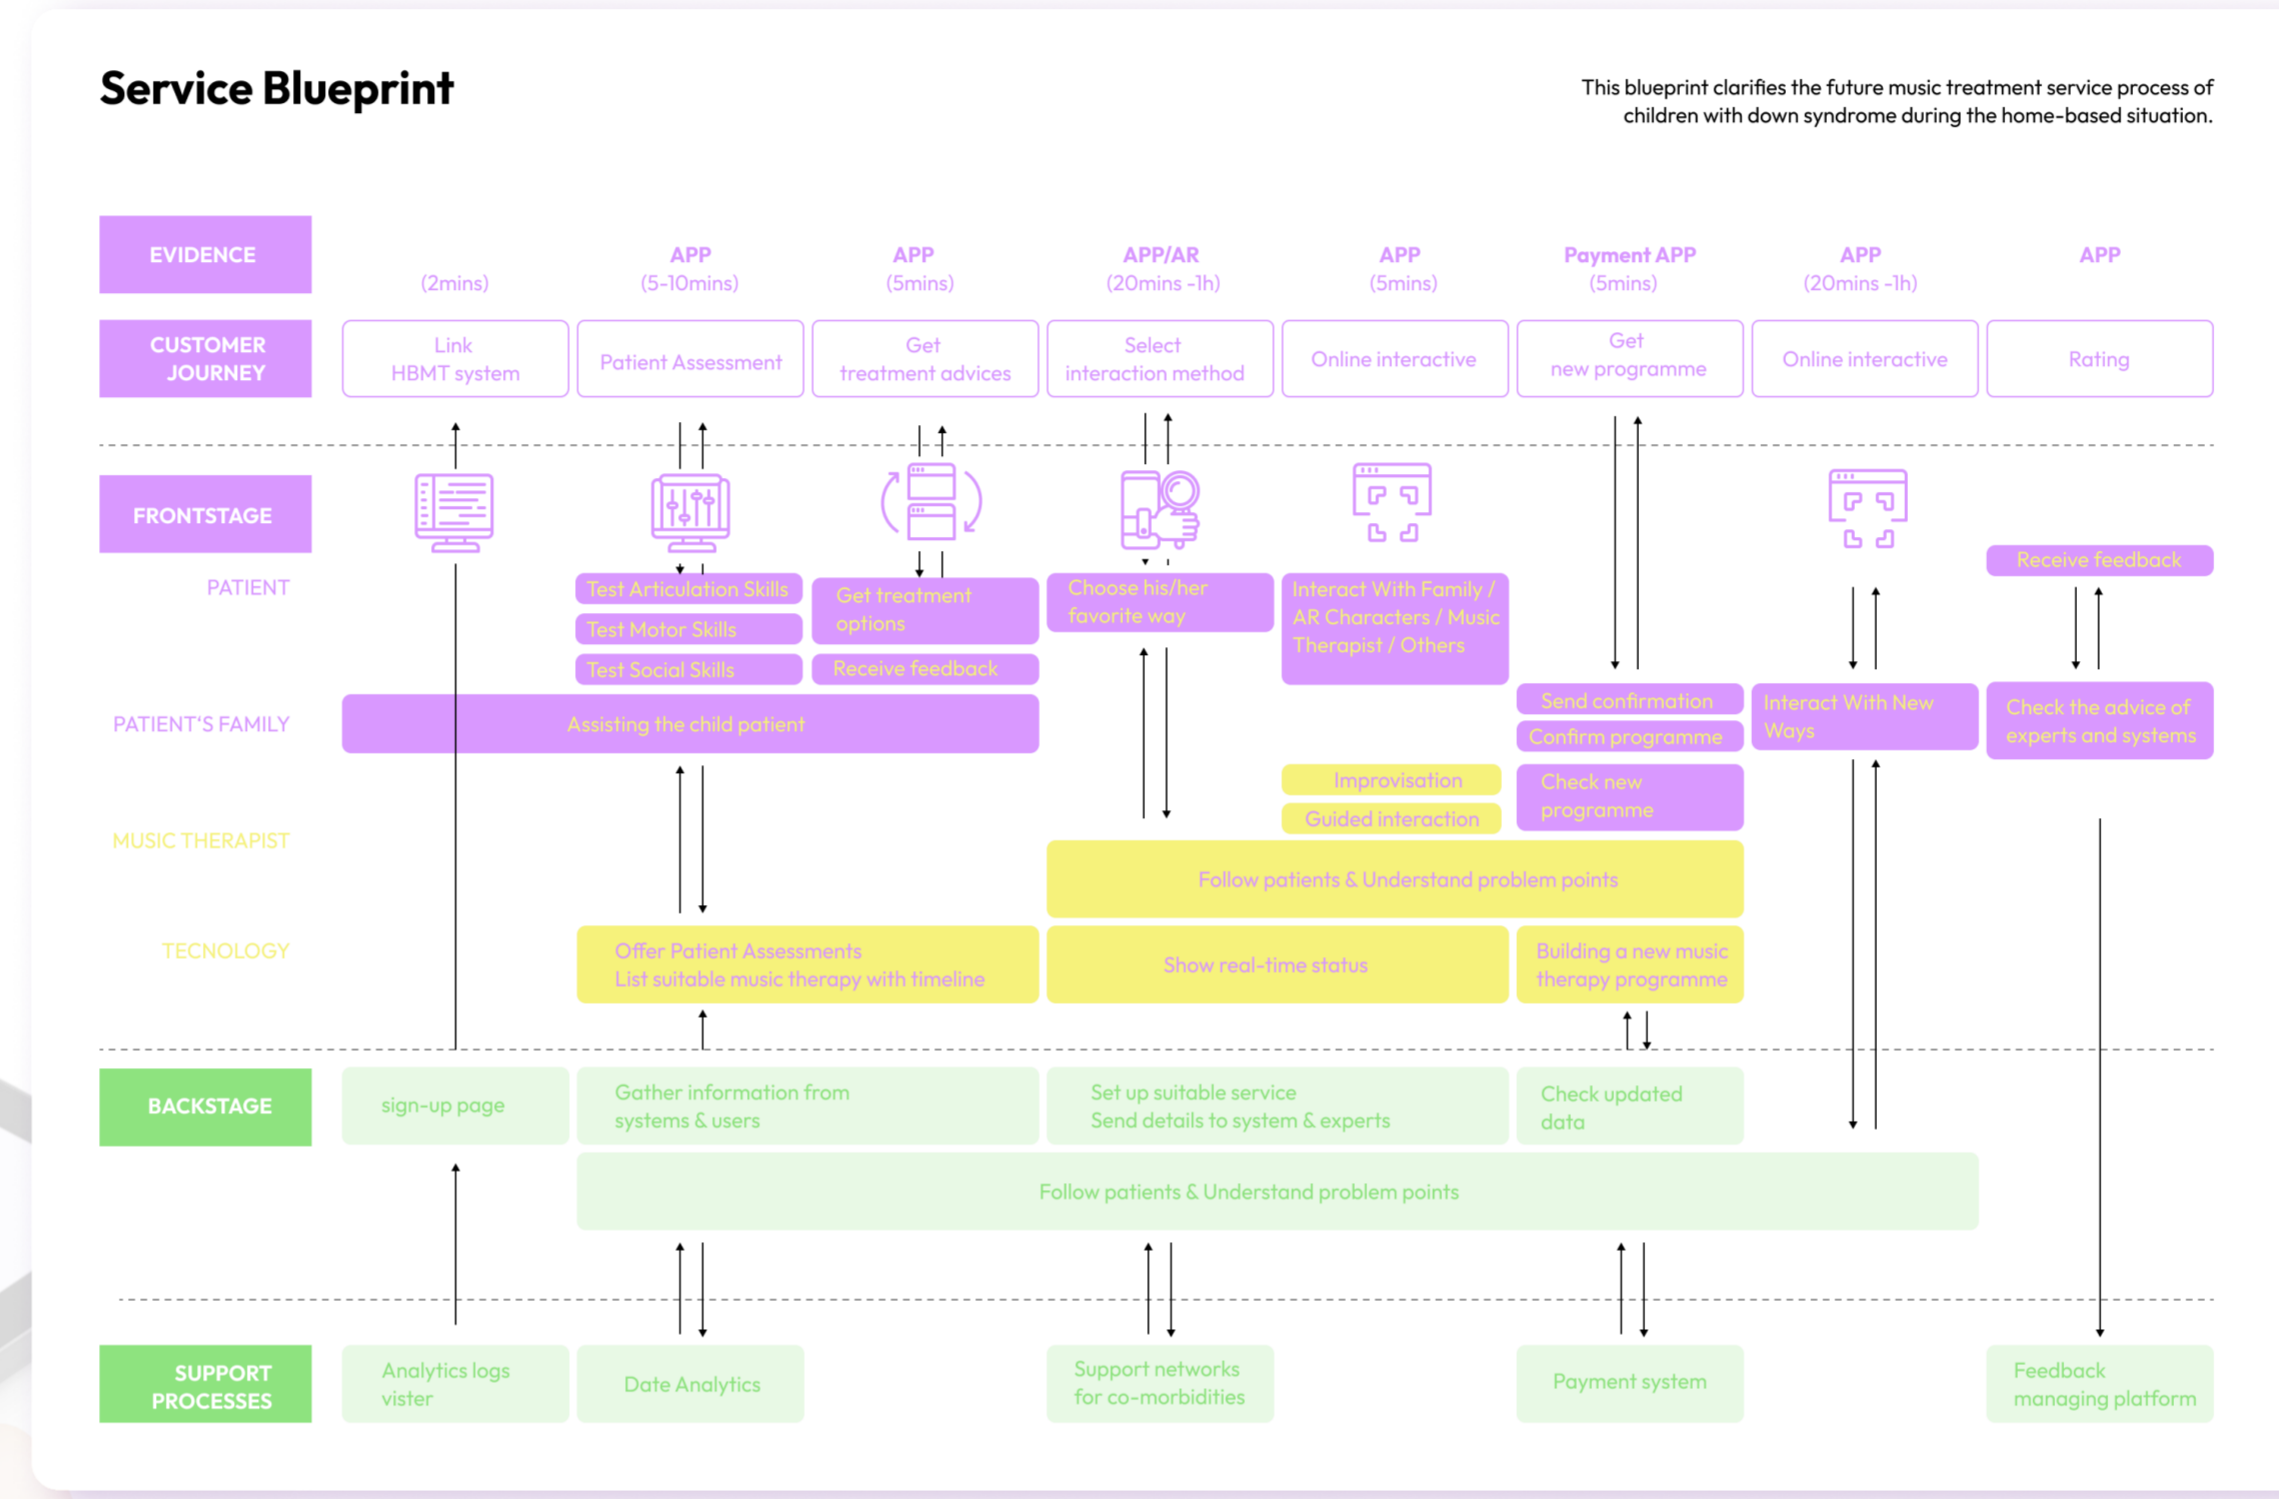 Service Blueprint
This blueprint clarifies the future music treatment service process of
children with down syndrome during the home-based situation.
EVIDENCE
(2mins)
APP
(5-10mins)
APP
(5mins)
APP/AR
(20mins -1h)
APP
(5mins)
Payment APP
(5mins)
APP
(20mins -1h)
APP
CUSTOMER
JOURNEY
Link
HBMT system
Patient Assessment
Get
treatment advices
Select
interaction method
Online interactive
Get
new programme
Online interactive
Rating
FRONTSTAGE
PATIENT
Test Articulation Skills
Test Motor Skills
Test Social Skills
Get treatment
options
Receive feedback
Choose his/her
favorite way
Interact With Family /
AR Characters / Music
Therapist / Others
Receive feedback
PATIENT‘S FAMILY
Assisting the child patient
Send confirmation
Confirm programme
Check new
programme
Interact With New
Ways
Check the advice of
experts and systems
MUSIC THERAPIST
Improvisation
Guided interaction
Follow patients & Understand problem points
TECNOLOGY
Offer Patient Assessments
List suitable music therapy with timeline
Show real-time status
Building a new music
therapy programme
BACKSTAGE
sign-up page
Gather information from
systems & users
Set up suitable service
Send details to system & experts
Check updated
data
Follow patients & Understand problem points
SUPPORT
PROCESSES
Analytics logs
vister
Date Analytics
Support networks
for co-morbidities
Payment system
Feedback
managing platform